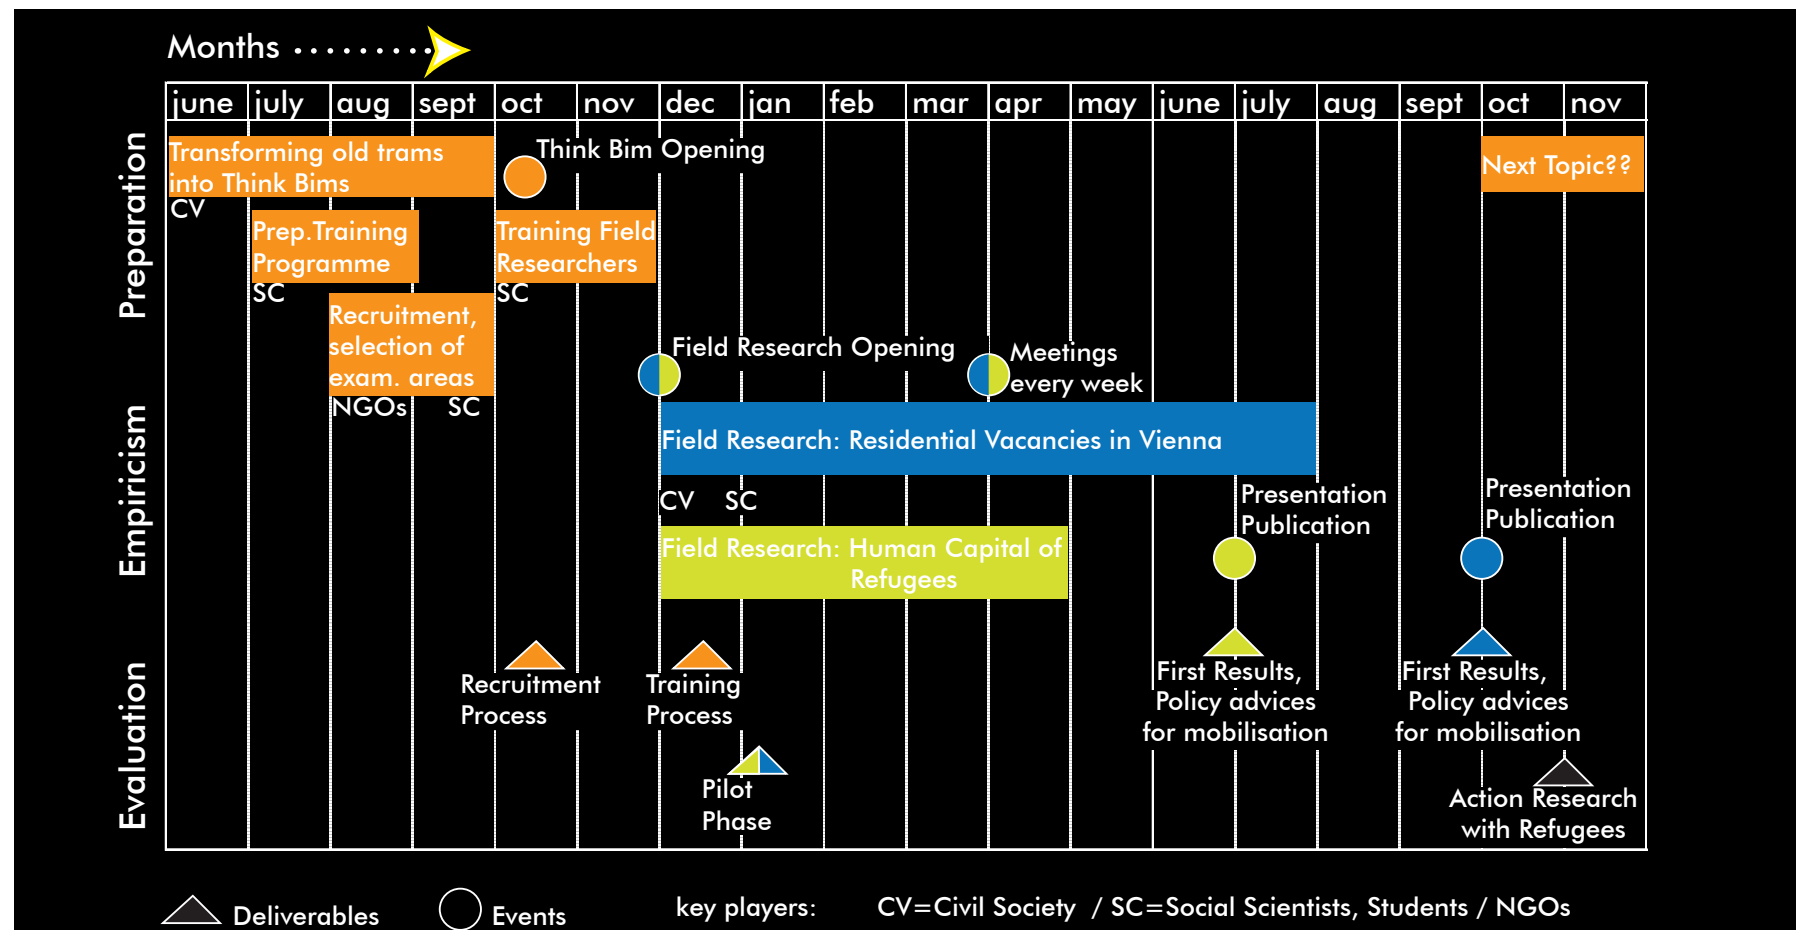 Months
june july aug sept oct nov dec jan feb mar apr may june july aug sept oct nov
Preparation
Transforming old trams
into Think Bims
CV
Think Bim Opening
Next Topic??
Prep.Training
Programme
SC
Training Field
Researchers
SC
Recruitment,
selection of
exam. areas
NGOs SC
Field Research Opening
Meetings
every week
Empiricism
Field Research: Residential Vacancies in Vienna
CV SC
Field Research: Human Capital of
Refugees
Presentation
Publication
Presentation
Publication
Evaluation
Recruitment
Process
Training
Process
Pilot
Phase
First Results,
Policy advices
for mobilisation
First Results,
Policy advices
for mobilisation
Action Research
with Refugees
Deliverables
Events
key players:
CV=Civil Society / SC=Social Scientists, Students / NGOs